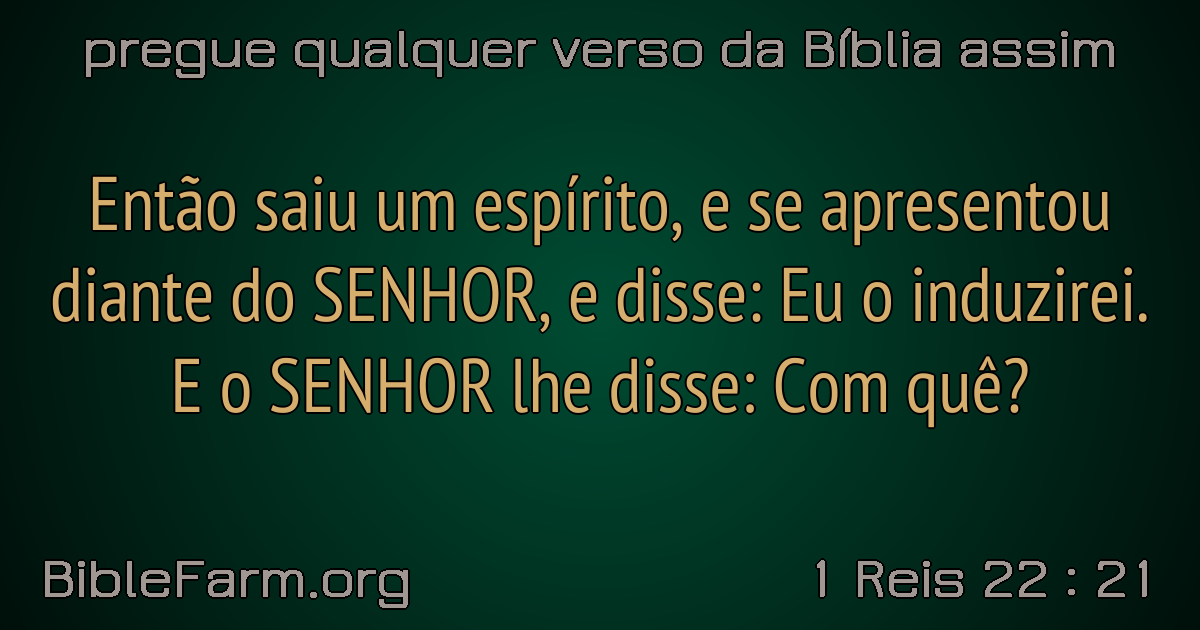 pregue qualquer verso da Bíblia assim
Então saiu um espírito, e se apresentou
diante do SENHOR, e disse: Eu o induzirei.
E o SENHOR lhe disse: Com quê?
BibleFarm.org
1 Reis 22 : 21